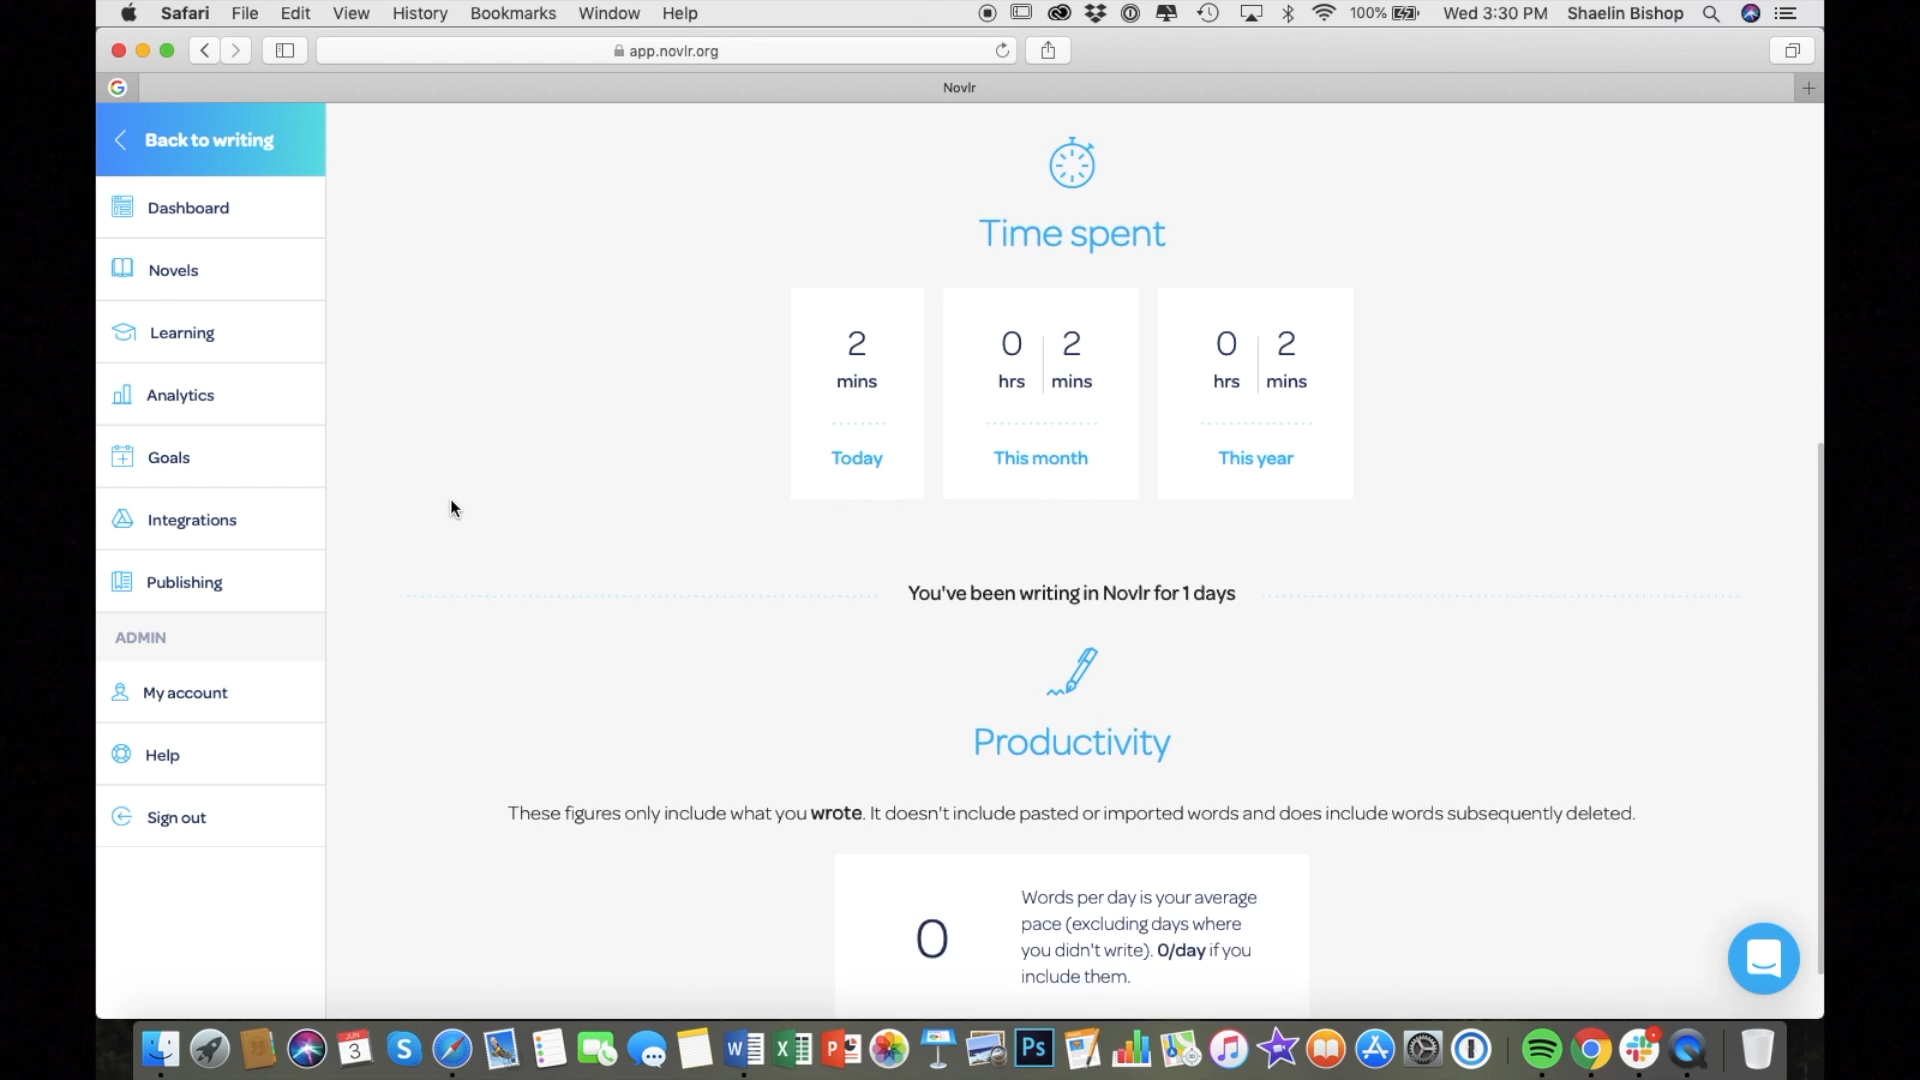 Safari File Edit View History Bookmarks Window Help 100% Wed 3:30 PM Shaelin Bishop
app.novlr.org
G Novlr
Back to writing
Dashboard
Novels
Learning
Analytics
Goals
Integrations
Publishing
ADMIN
My account
Help
Sign out
Time spent
2 0 2 0 2
mins hrs mins hrs mins
Today This month This year
You've been writing in Novlr for 1 days
Productivity
These figures only include what you wrote. It doesn't include pasted or imported words and does include words subsequently deleted.
0
Words per day is your average
pace (excluding days where
you didn't write). 0/day if you
include them.
JUN
3
S
W
X
P
Ps